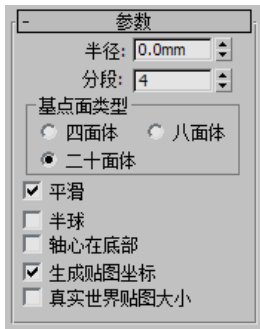 - 参数
半径: 0.0mm
分段: 4
基点面类型
四面体 八面体
二十面体
平滑
半球
轴心在底部
生成贴图坐标
真实世界贴图大小